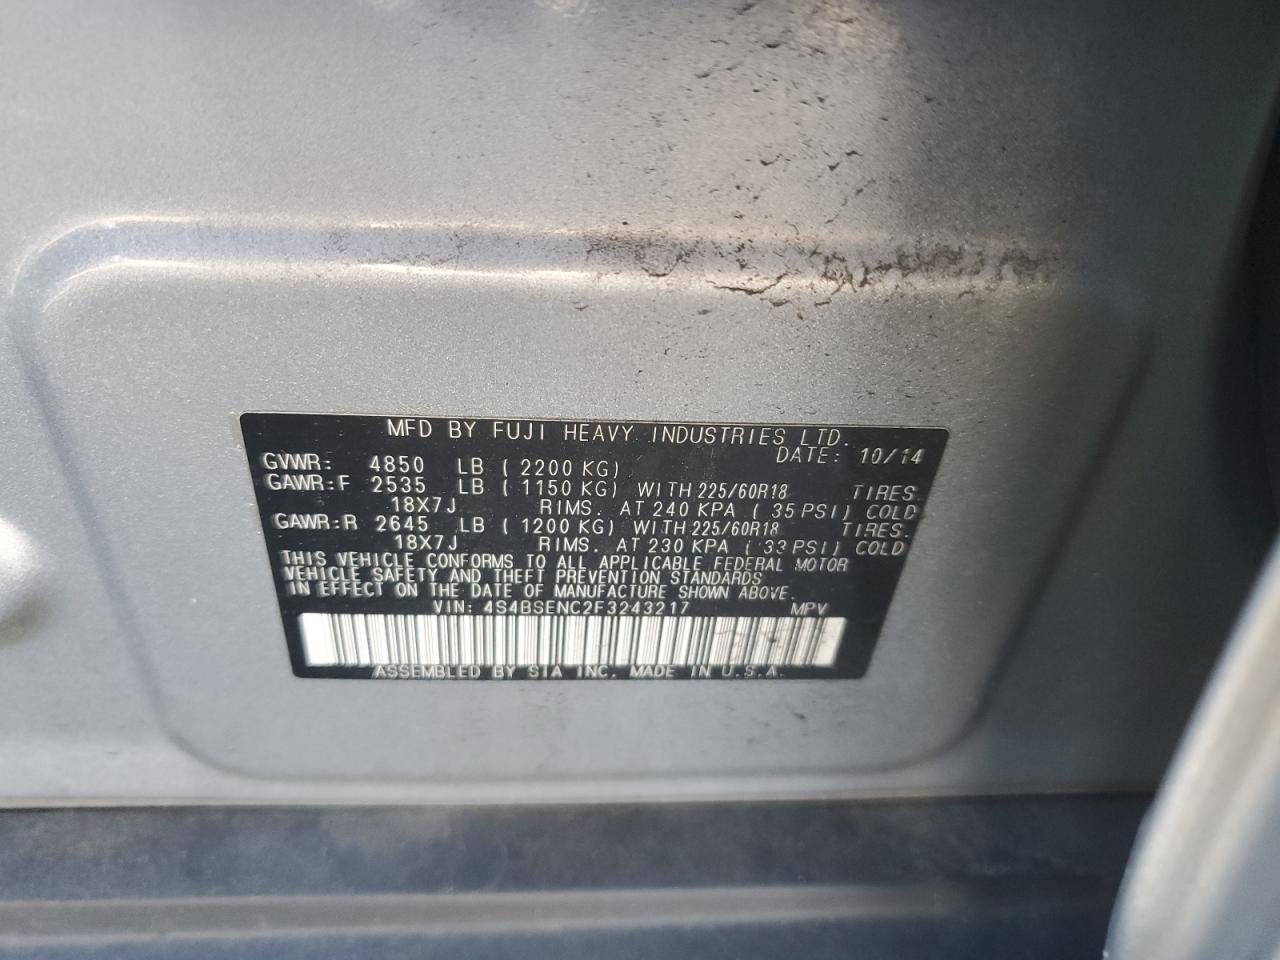 MFD BY FUJI HEAVY INDUSTRIES LTD.
DATE: 10/14
GVWR: 4850 LB (2200 KG)
GAWR:F 2535 LB (1150 KG) WITH 225/60R18 TIRES.
18X7J RIMS. AT 240 KPA (35 PSI) COLD
GAWR:R 2645 LB (1200 KG) WITH 225/60R18 TIRES.
18X7J RIMS. AT 230 KPA (33 PSI) COLD
THIS VEHICLE CONFORMS TO ALL APPLICABLE FEDERAL MOTOR
VEHICLE SAFETY AND THEFT PREVENTION STANDARDS
IN EFFECT ON THE DATE OF MANUFACTURE SHOWN ABOVE.
VIN: 4S4BSENC2F3243217 MPV
ASSEMBLED BY SIA INC. MADE IN U.S.A.